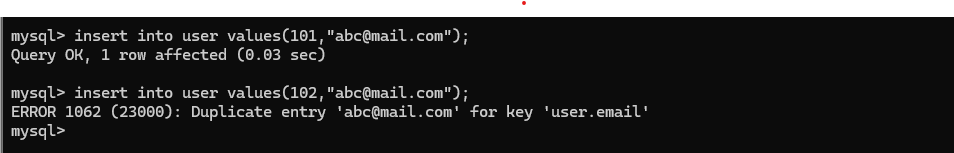 mysql> insert into user values(101,"abc@mail.com");
Query OK, 1 row affected (0.03 sec)
mysql> insert into user values(102,"abc@mail.com");
ERROR 1062 (23000): Duplicate entry 'abc@mail.com' for key 'user.email'
mysql>